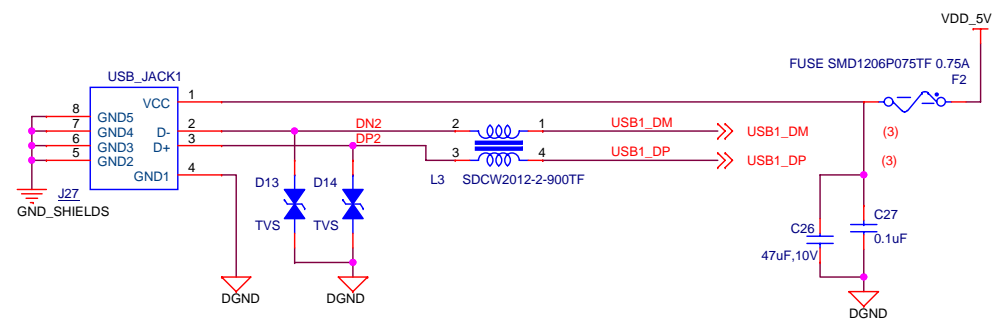 VDD_5V
FUSE SMD1206P075TF 0.75A
F2
USB_JACK1
VCC
1
8
GND5
7
GND4
D-
2
DN2
2
1
USB1_DM
USB1_DM
(3)
6
GND3
D+
3
DP2
5
GND2
3
4
USB1_DP
USB1_DP
(3)
GND1
4
L3
SDCW2012-2-900TF
D13
D14
J27
GND_SHIELDS
TVS
TVS
C26
47uF,10V
C27
0.1uF
DGND
DGND
DGND